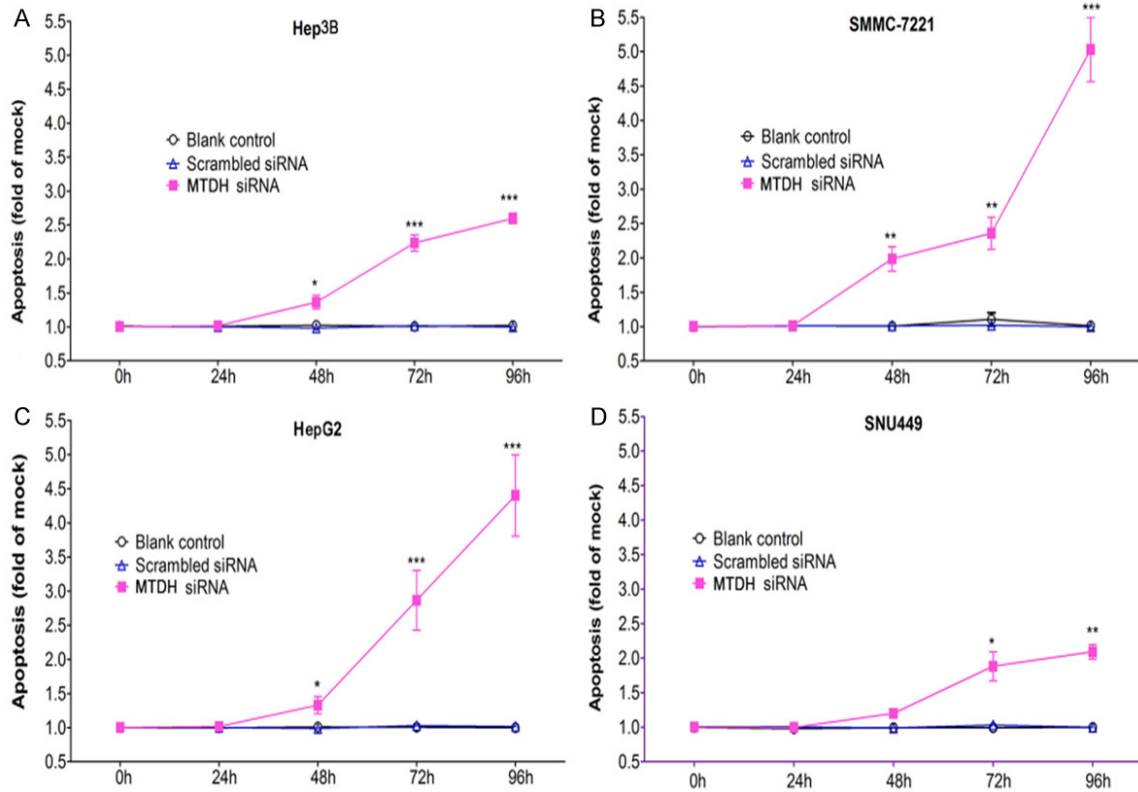 A
Hep3B
Apoptosis (fold of mock)
5.5
5.0
4.5
4.0
3.5
3.0
2.5
2.0
1.5
1.0
0.5
Blank control
Scrambled siRNA
MTDH siRNA
*
***
***
0h 24h 48h 72h 96h
B
SMMC-7221
Apoptosis (fold of mock)
5.5
5.0
4.5
4.0
3.5
3.0
2.5
2.0
1.5
1.0
0.5
Blank control
Scrambled siRNA
MTDH siRNA
**
**
***
0h 24h 48h 72h 96h
C
HepG2
Apoptosis (fold of mock)
5.5
5.0
4.5
4.0
3.5
3.0
2.5
2.0
1.5
1.0
0.5
Blank control
Scrambled siRNA
MTDH siRNA
*
***
***
0h 24h 48h 72h 96h
D
SNU449
Apoptosis (fold of mock)
5.5
5.0
4.5
4.0
3.5
3.0
2.5
2.0
1.5
1.0
0.5
Blank control
Scrambled siRNA
MTDH siRNA
*
**
0h 24h 48h 72h 96h